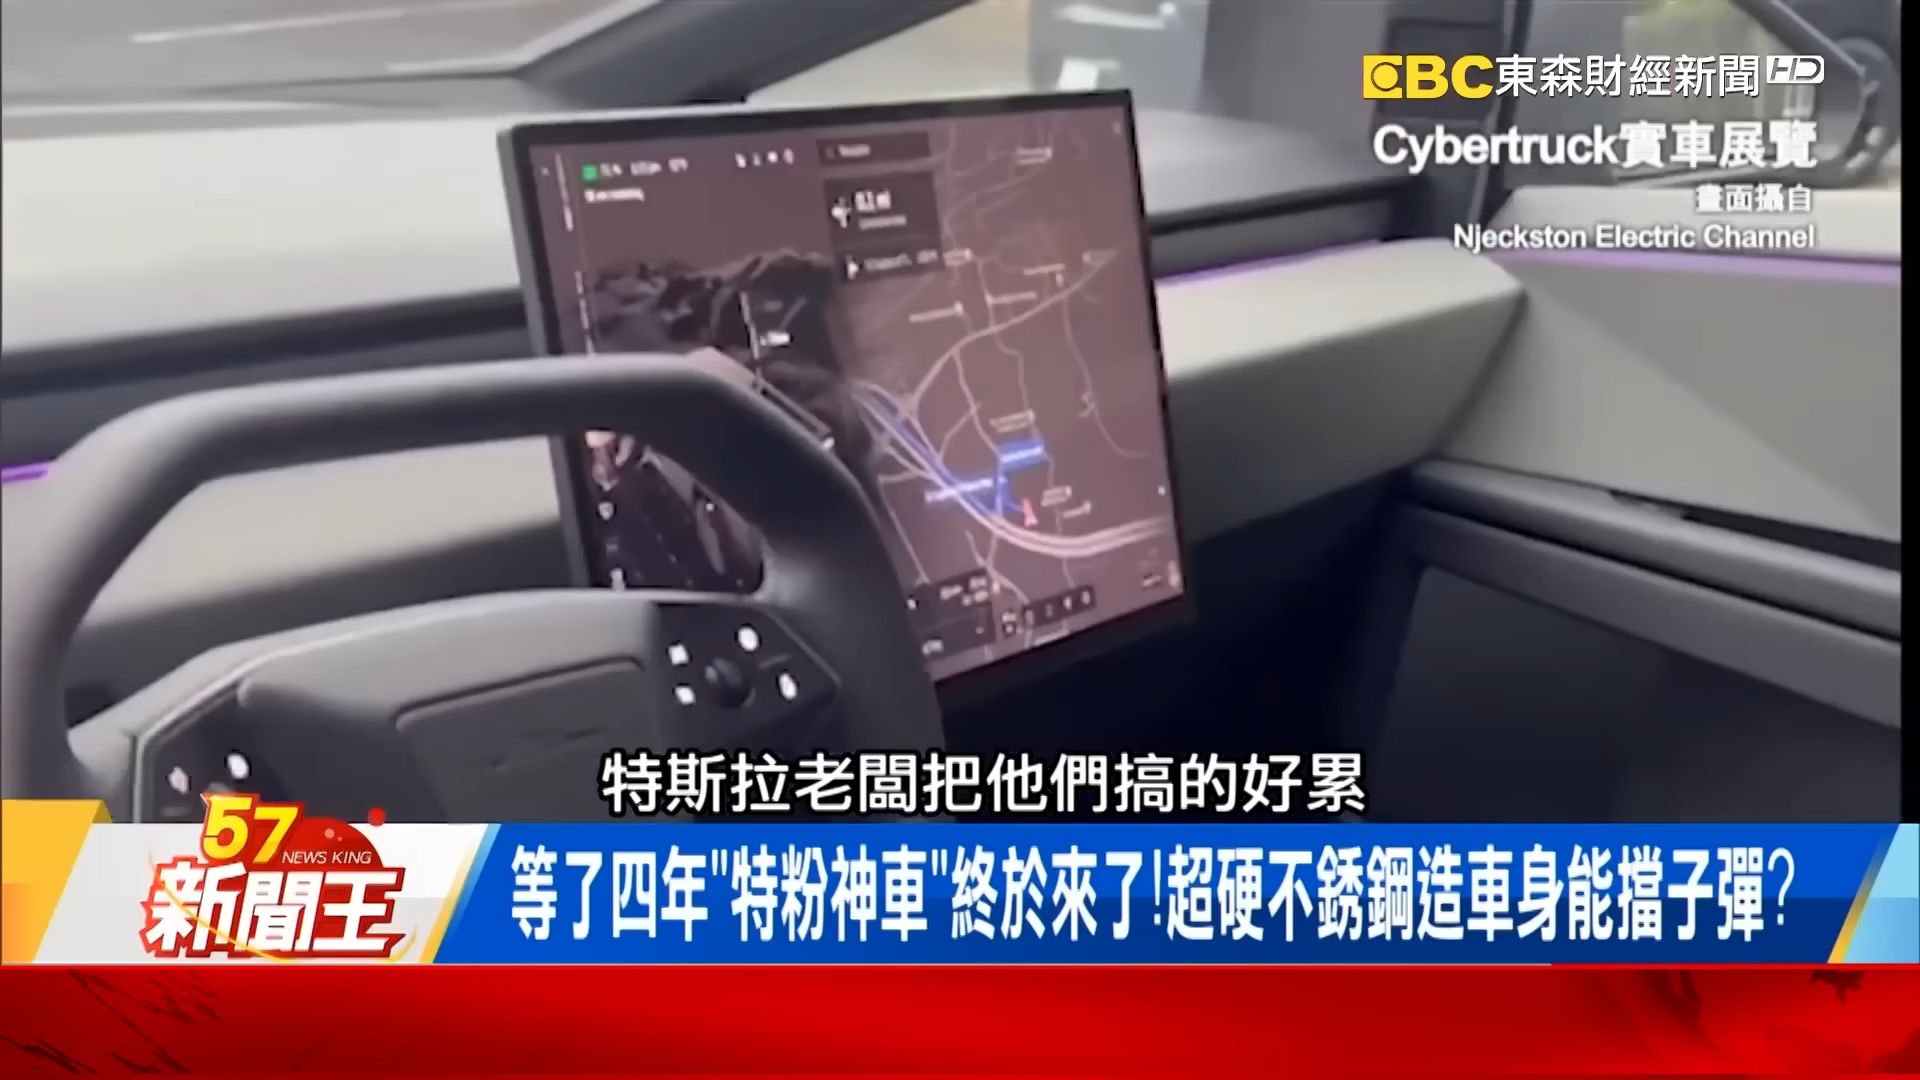 EBC東森財經新聞HD
Cybertruck實車展覽
畫面攝自
Njeckston Electric Channel
特斯拉老闆把他們搞的好累
57
NEWS KING
新聞王
等了四年"特粉神車"終於來了!超硬不銹鋼造車身能擋子彈?